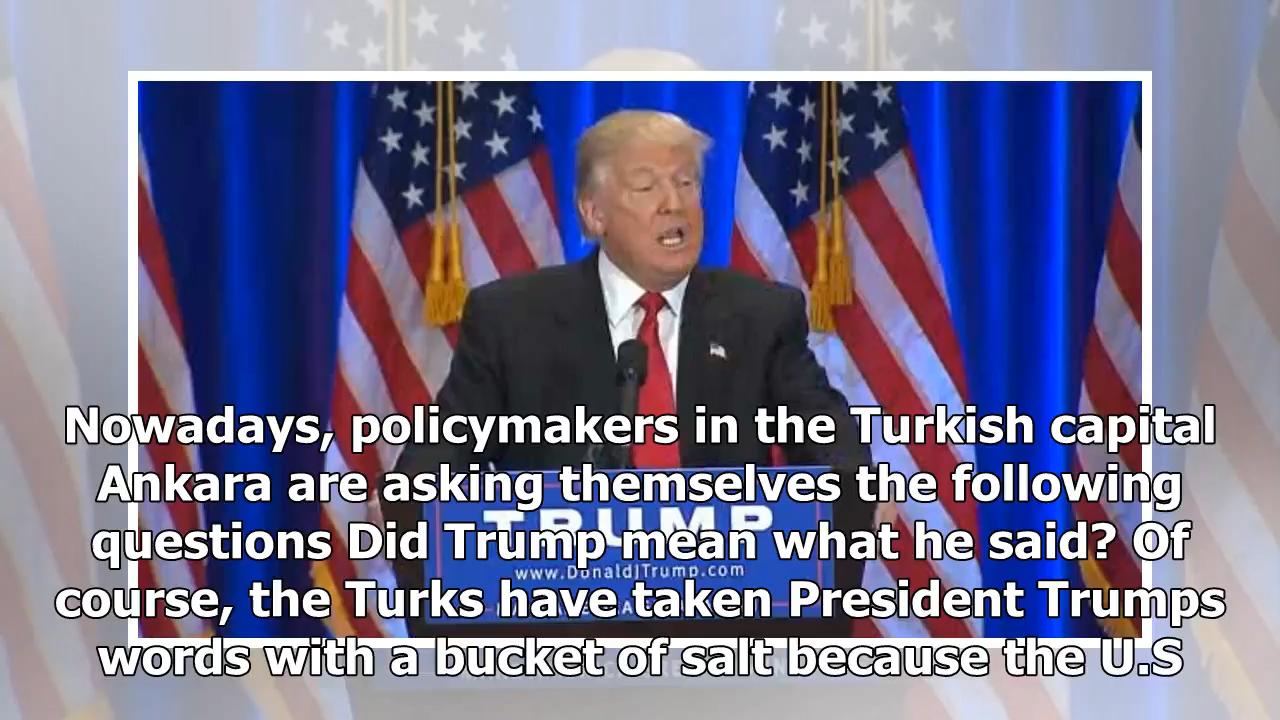 Nowadays, policymakers in the Turkish capital
Ankara are asking themselves the following
questions Did Trump mean what he said? Of
course, the Turks have taken President Trumps
words with a bucket of salt because the U.S
TRUMP
www.DonaldJTrump.com